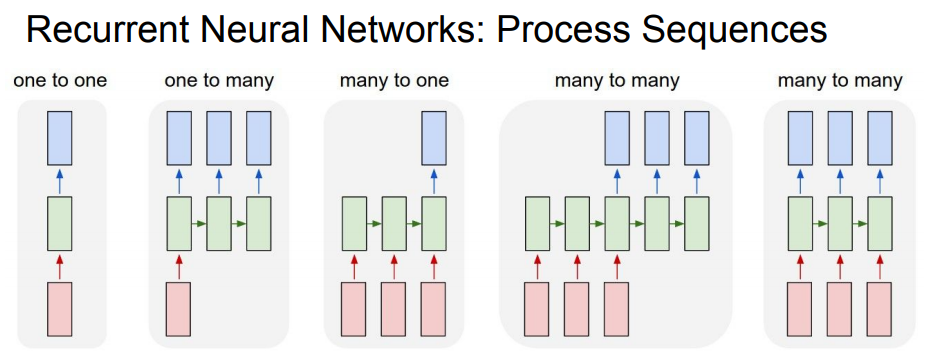 Recurrent Neural Networks: Process Sequences
one to one
one to many
many to one
many to many
many to many